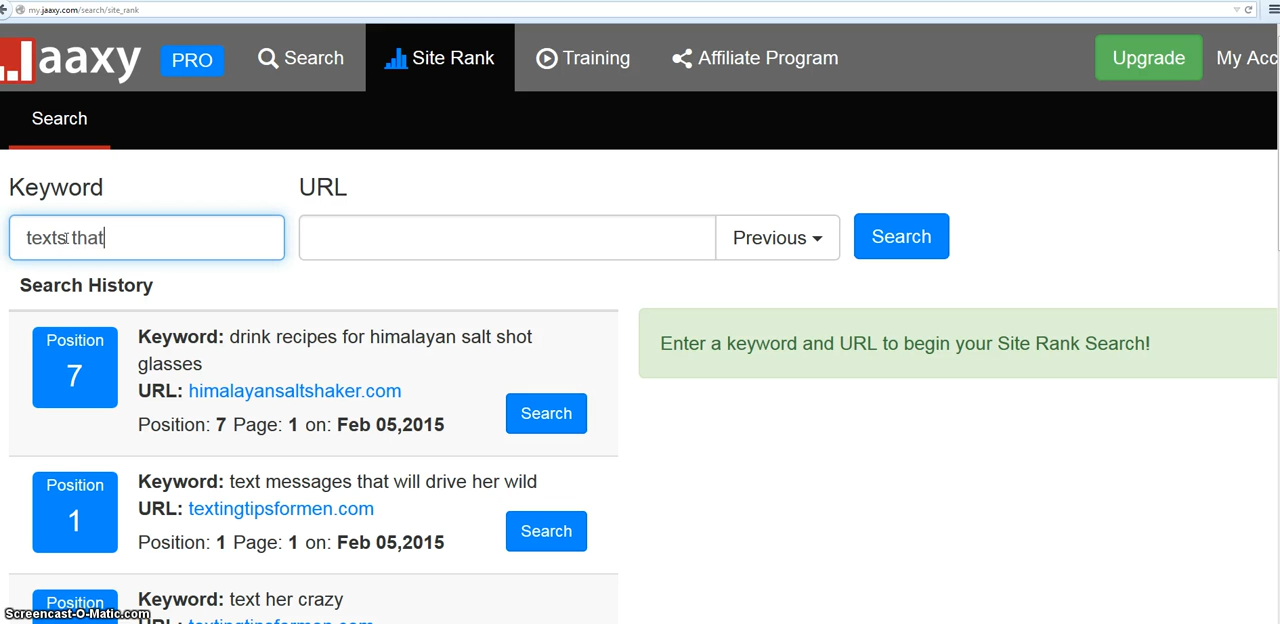 my.jaaxy.com/search/site_rank
Jaaxy PRO Search Site Rank Training Affiliate Program Upgrade My Acc
Search
Keyword URL
texts that Previous Search
Search History
Position 7
Keyword: drink recipes for himalayan salt shot
glasses
URL: himalayansaltshaker.com
Position: 7 Page: 1 on: Feb 05,2015
Search
Enter a keyword and URL to begin your Site Rank Search!
Position 1
Keyword: text messages that will drive her wild
URL: textingtipsformen.com
Position: 1 Page: 1 on: Feb 05,2015
Search
Position
Keyword: text her crazy
URL: textingtipsformen.com
Screencast-O-Matic.com